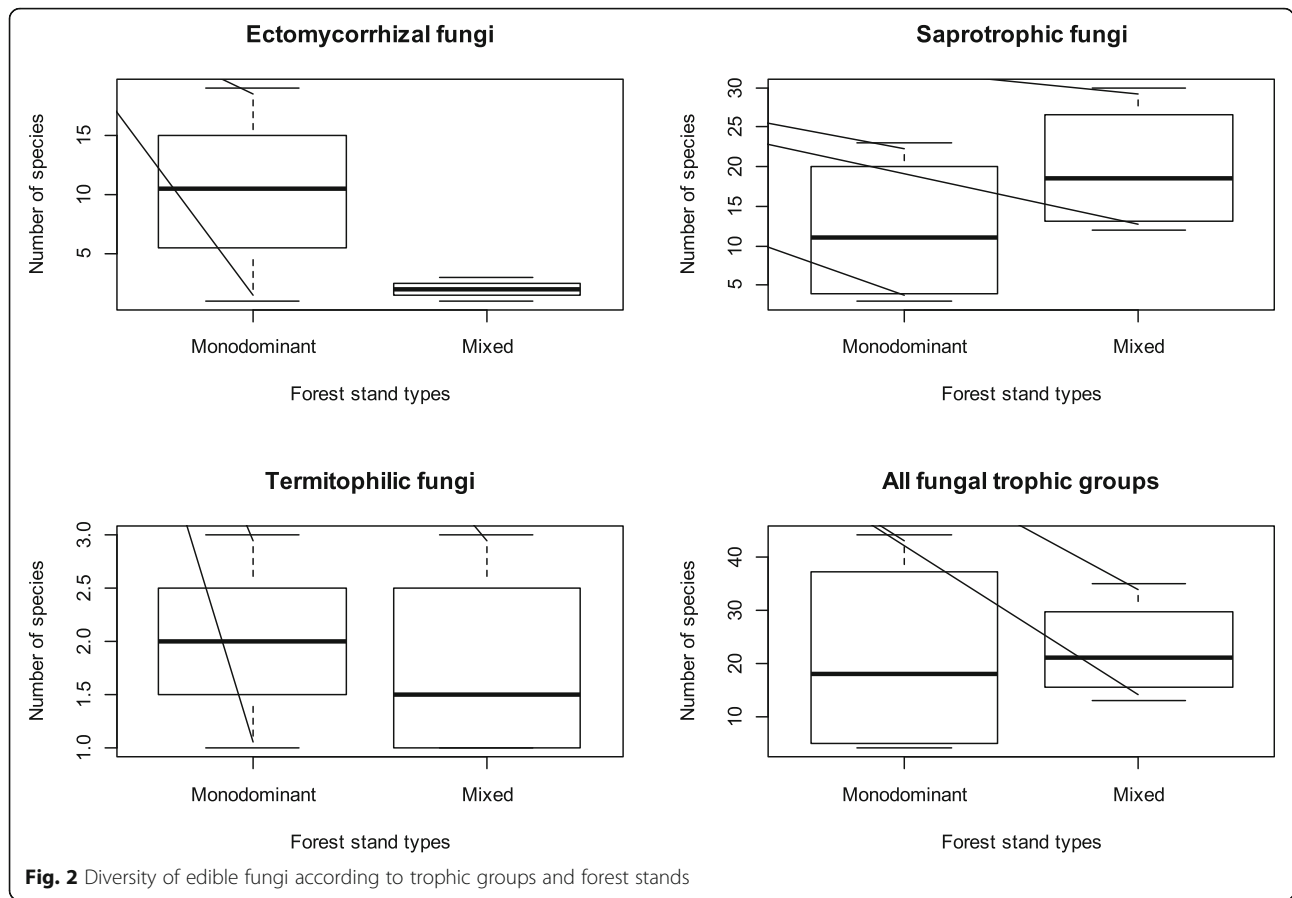 Ectomycorrhizal fungi
Number of species
15
10
5
Monodominant Mixed
Forest stand types
Saprotrophic fungi
Number of species
30
25
20
15
10
5
Monodominant Mixed
Forest stand types
Termitophilic fungi
Number of species
3.0
2.5
2.0
1.5
1.0
Monodominant Mixed
Forest stand types
All fungal trophic groups
Number of species
40
30
20
10
Monodominant Mixed
Forest stand types
Fig. 2 Diversity of edible fungi according to trophic groups and forest stands